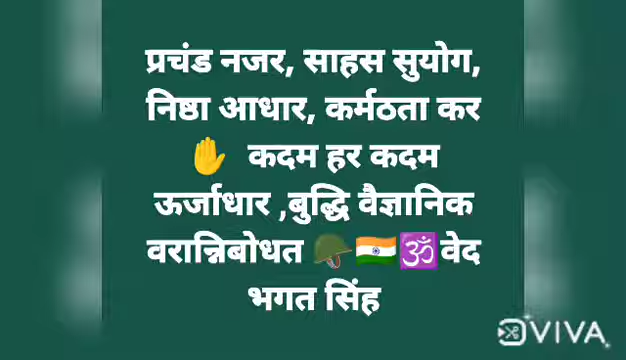 प्रचंड नजर, साहस सुयोग,
निष्ठा आधार, कर्मठता कर
✋ कदम हर कदम
ऊर्जाधार ,बुद्धि वैज्ञानिक
वरान्निबोधत 🪖🇮🇳🕉️वेद
भगत सिंह
VIVA